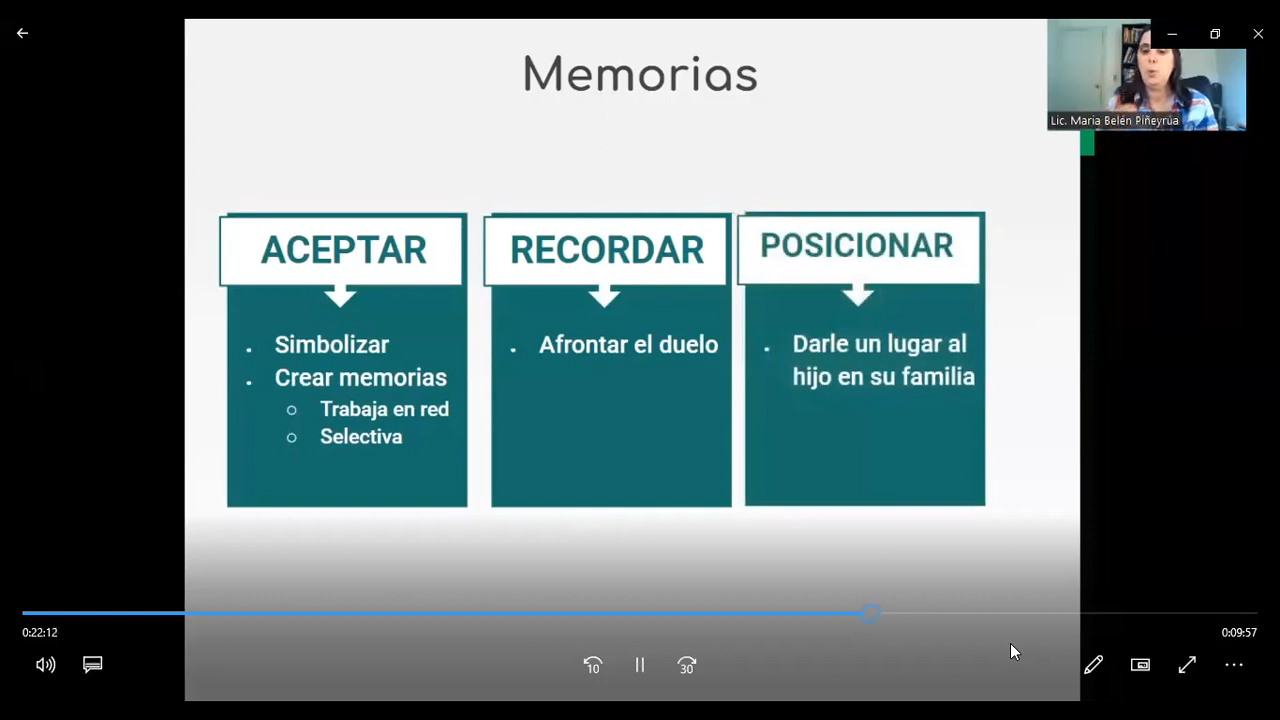 Memorias
Lic. Maria Belén Piñeyrúa
ACEPTAR
. Simbolizar
. Crear memorias
○ Trabaja en red
○ Selectiva
RECORDAR
. Afrontar el duelo
POSICIONAR
. Darle un lugar al
hijo en su familia
0:22:12
0:09:57
10
30